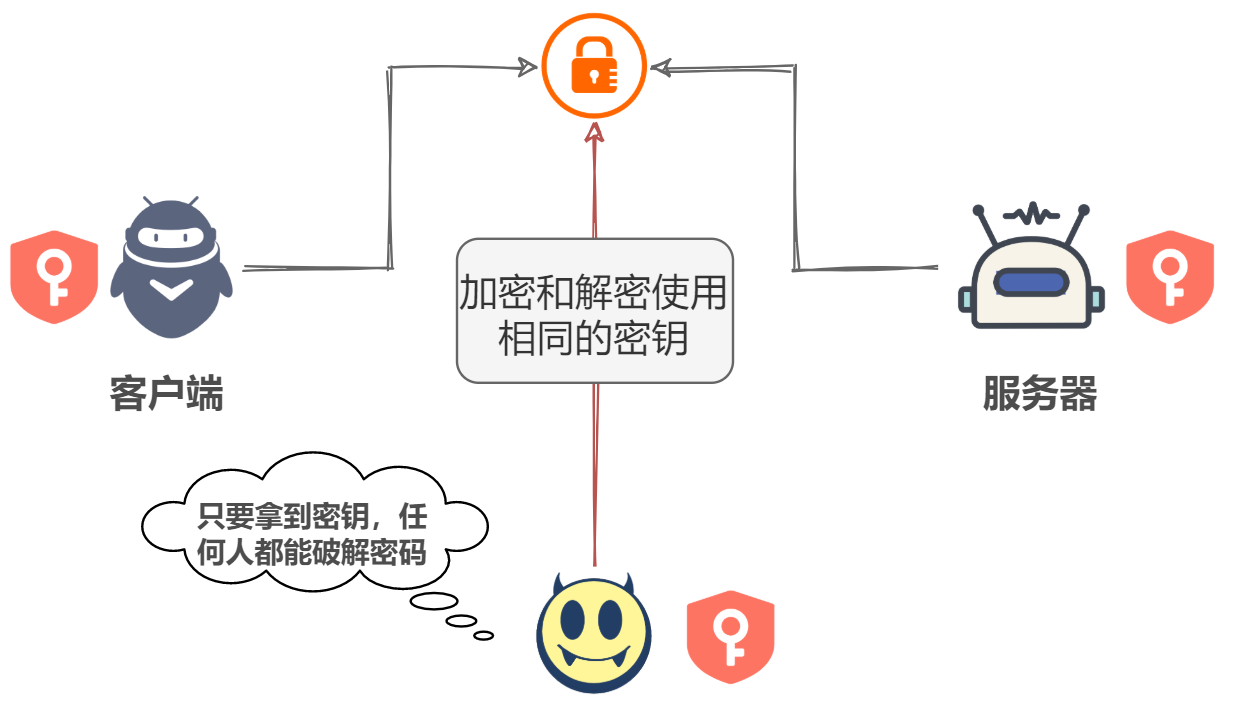 加密和解密使用
相同的密钥
客户端
服务器
只要拿到密钥，任
何人都能破解密码